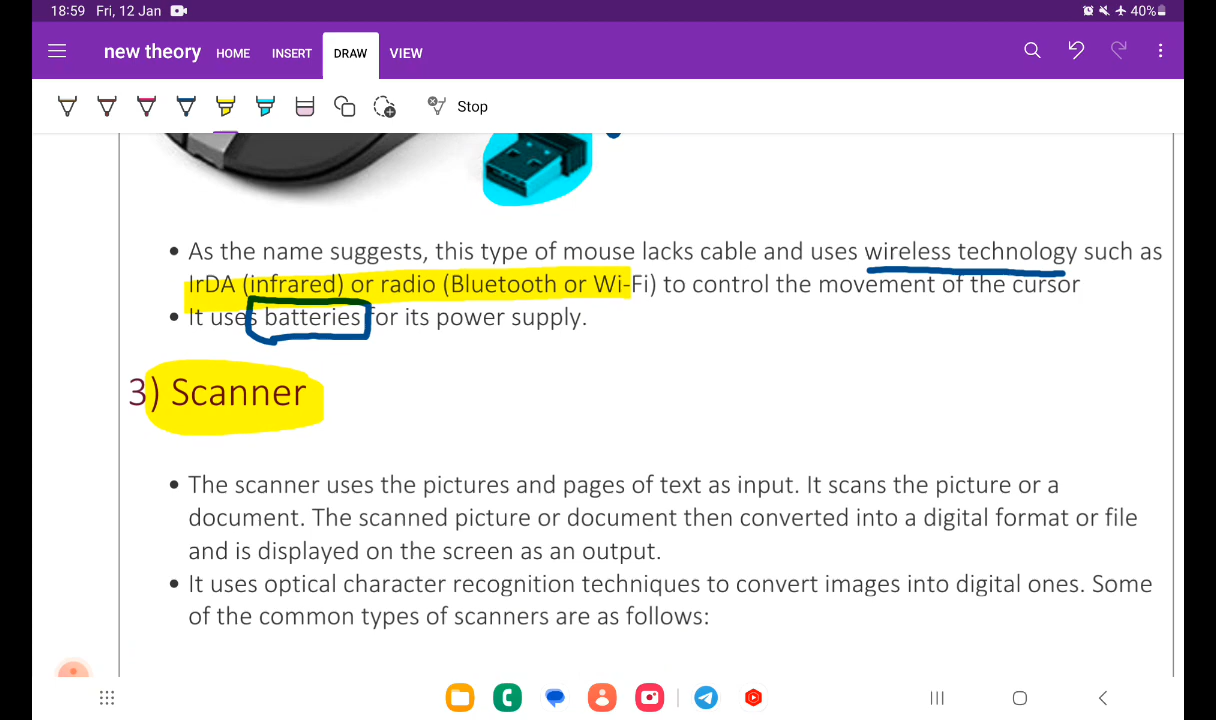 18:59 Fri, 12 Jan 40%
new theory HOME INSERT DRAW VIEW
Stop
• As the name suggests, this type of mouse lacks cable and uses wireless technology such as
IrDA (infrared) or radio (Bluetooth or Wi-Fi) to control the movement of the cursor
• It uses batteries for its power supply.
3) Scanner
• The scanner uses the pictures and pages of text as input. It scans the picture or a
document. The scanned picture or document then converted into a digital format or file
and is displayed on the screen as an output.
• It uses optical character recognition techniques to convert images into digital ones. Some
of the common types of scanners are as follows: